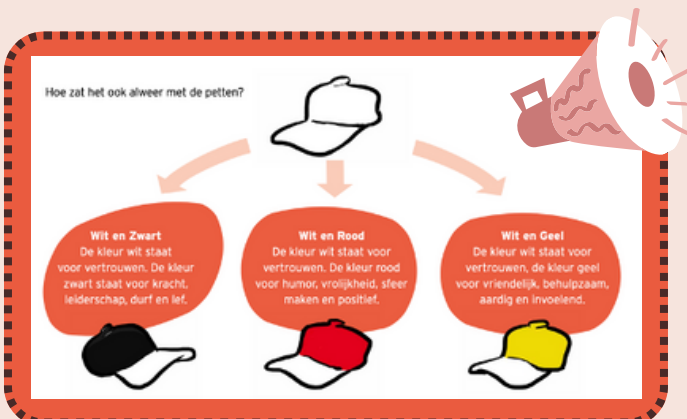 Hoe zat het ook alweer met de petten?
Wit en Zwart
De kleur wit staat
voor vertrouwen. De kleur
zwart staat voor kracht,
leiderschap, durf en lef.
Wit en Rood
De kleur wit staat voor
vertrouwen. De kleur rood
voor humor, vrolijkheid, sfeer
maken en positief.
Wit en Geel
De kleur wit staat voor
vertrouwen, de kleur geel
voor vriendelijk, behulpzaam,
aardig en invoelend.